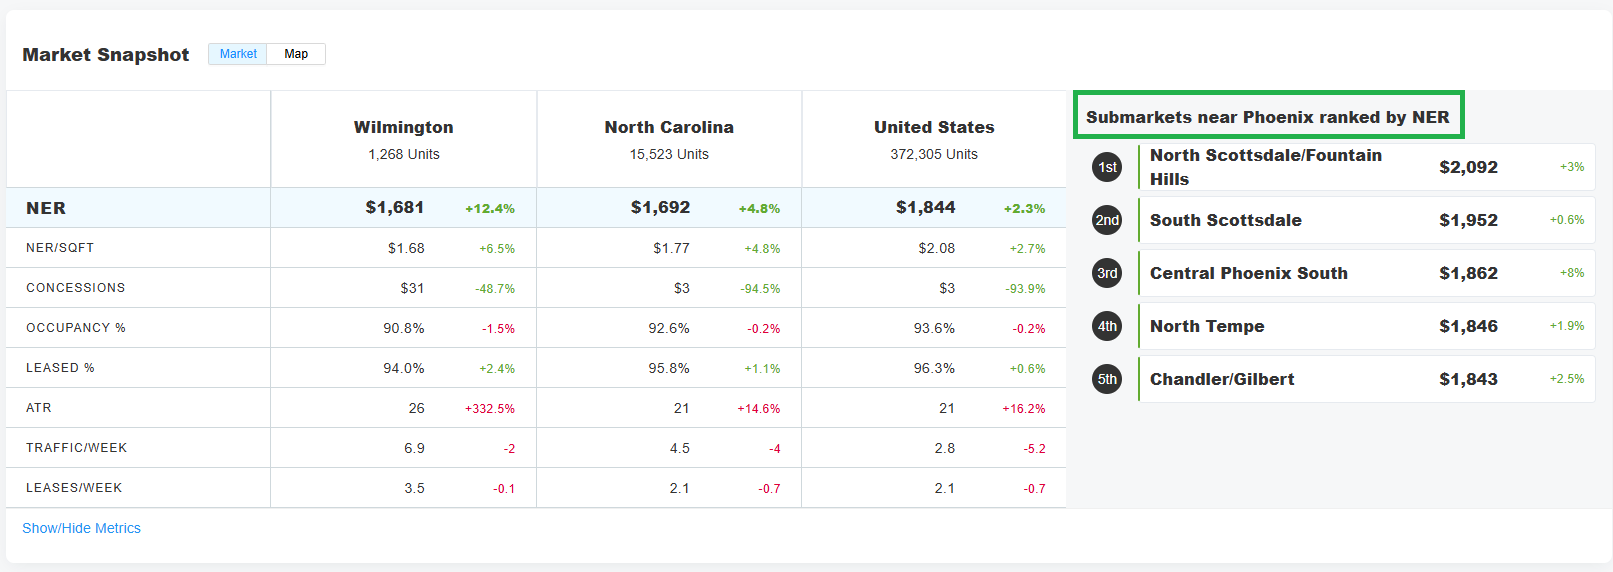 Market Snapshot Market Map
Wilmington North Carolina United States
1,268 Units 15,523 Units 372,305 Units
NER $1,681 +12.4% $1,692 +4.8% $1,844 +2.3%
NER/SQFT $1.68 +6.5% $1.77 +4.8% $2.08 +2.7%
CONCESSIONS $31 -48.7% $3 -94.5% $3 -93.9%
OCCUPANCY % 90.8% -1.5% 92.6% -0.2% 93.6% -0.2%
LEASED % 94.0% +2.4% 95.8% +1.1% 96.3% +0.6%
ATR 26 +332.5% 21 +14.6% 21 +16.2%
TRAFFIC/WEEK 6.9 -2 4.5 -4 2.8 -5.2
LEASES/WEEK 3.5 -0.1 2.1 -0.7 2.1 -0.7
Show/Hide Metrics
Submarkets near Phoenix ranked by NER
1st North Scottsdale/Fountain
Hills $2,092 +3%
2nd South Scottsdale $1,952 +0.6%
3rd Central Phoenix South $1,862 +8%
4th North Tempe $1,846 +1.9%
5th Chandler/Gilbert $1,843 +2.5%